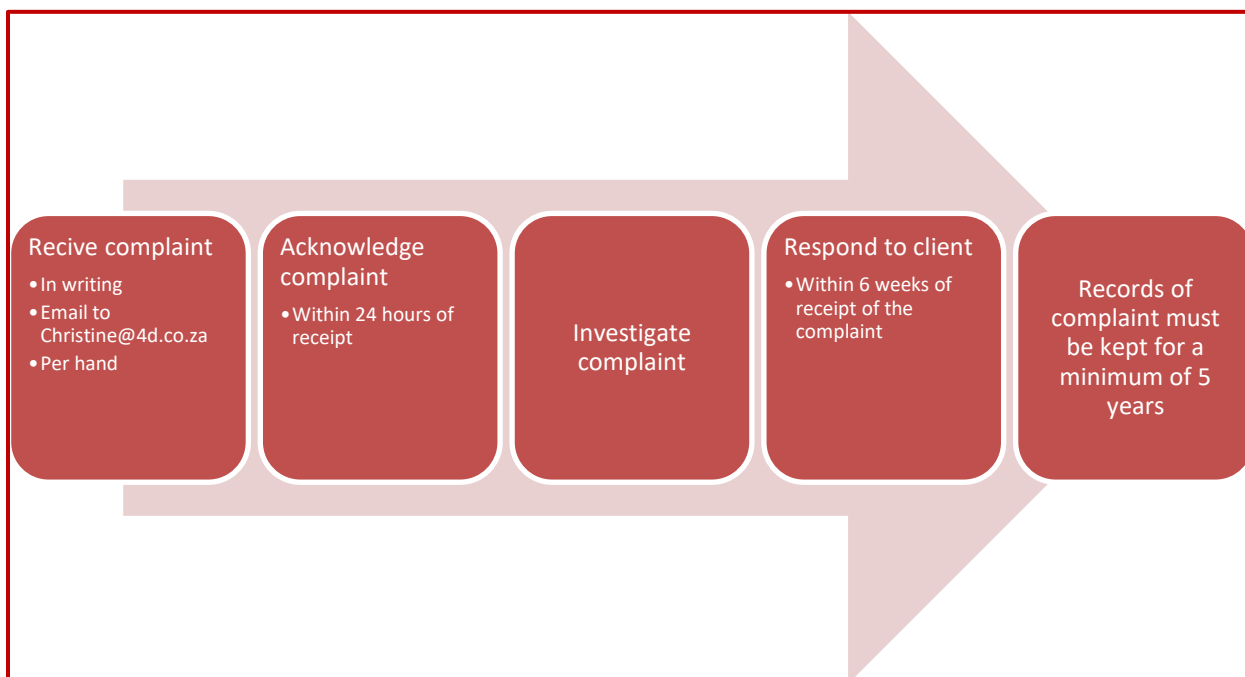 Recive complaint
•In writing
•Email to
Christine@4d.co.za
•Per hand
Acknowledge
complaint
•Within 24 hours of
receipt
Investigate
complaint
Respond to client
•Within 6 weeks of
receipt of the
complaint
Records of
complaint must
be kept for a
minimum of 5
years